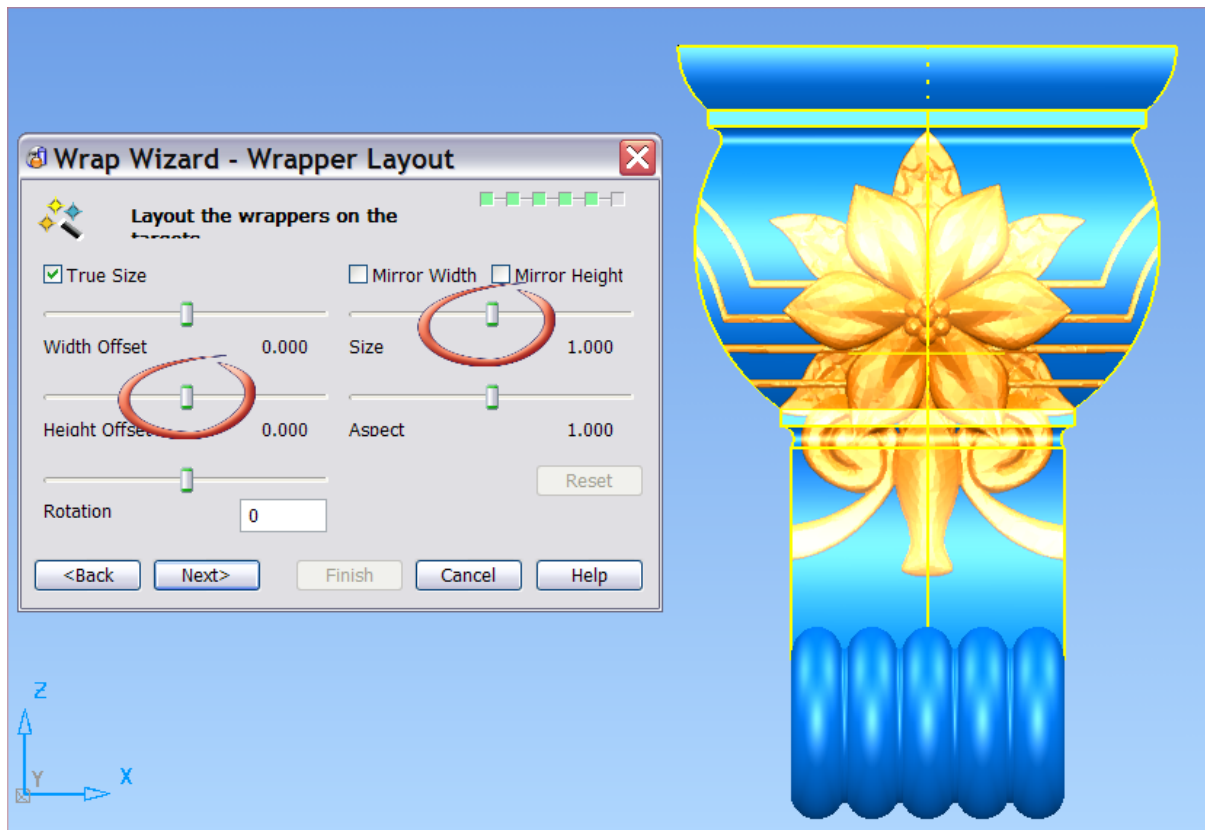 Wrap Wizard - Wrapper Layout
Layout the wrappers on the
targets
True Size
Mirror Width
Mirror Height
Width Offset 0.000
Size 1.000
Height Offset 0.000
Aspect 1.000
Reset
Rotation 0
<Back Next> Finish Cancel Help
Z
Y
X